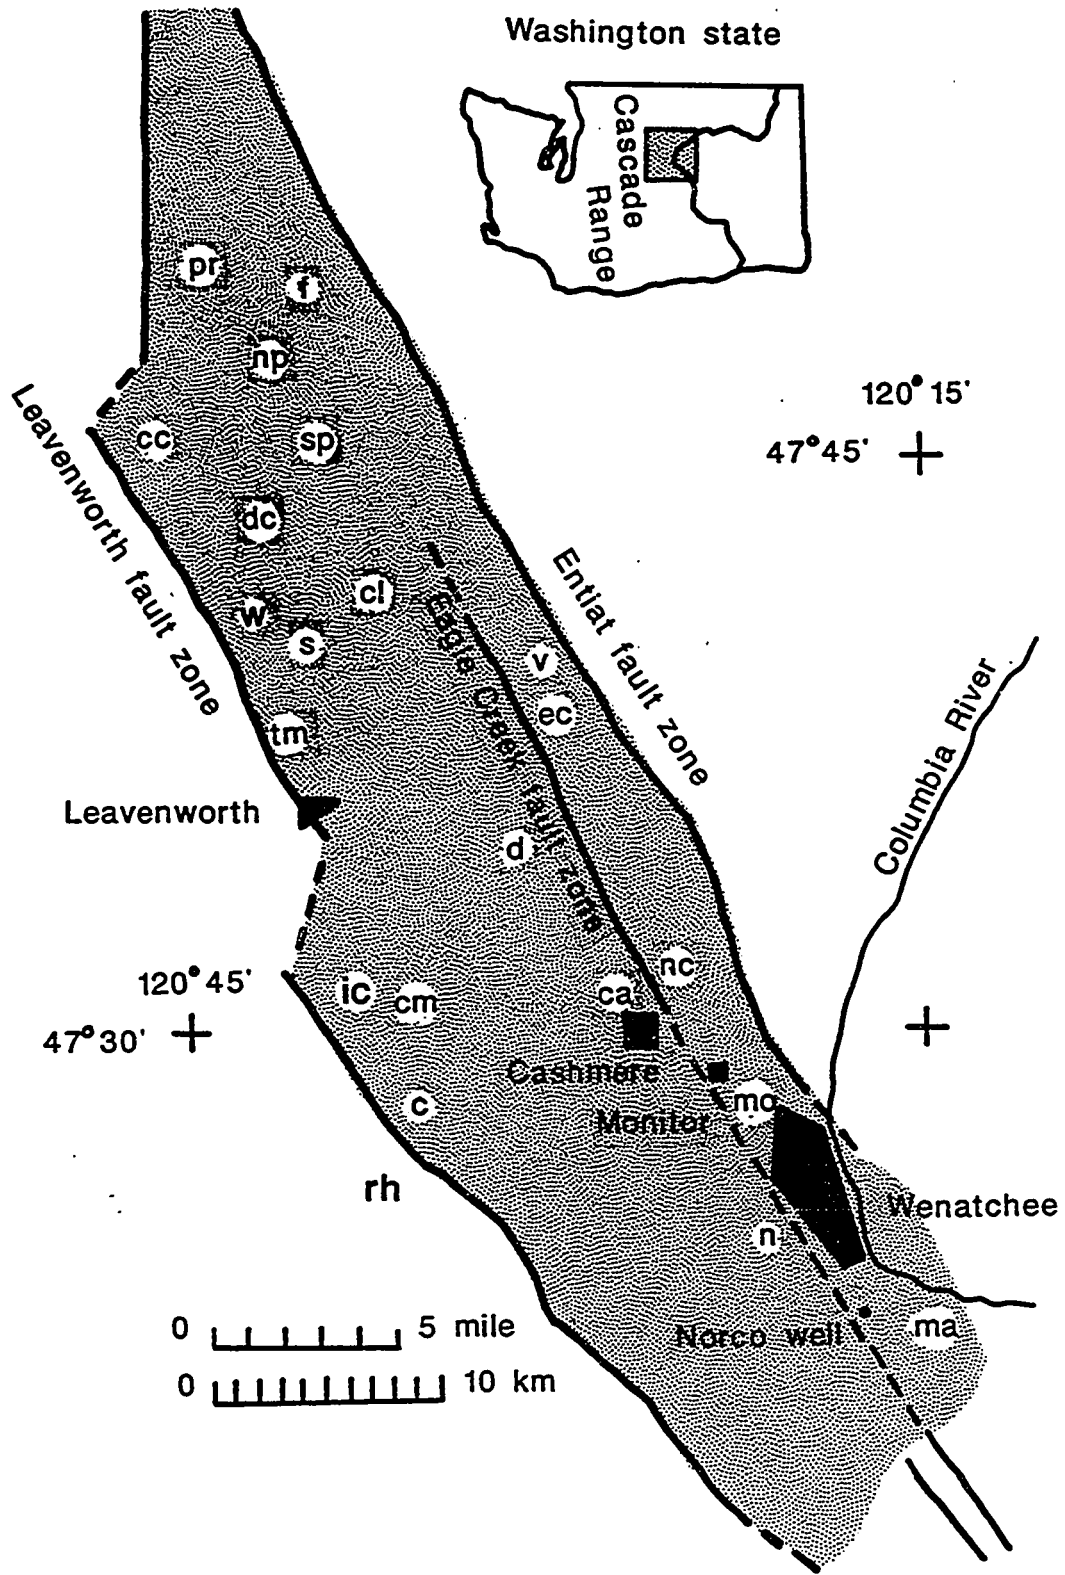 Washington state
Cascade
Range
pr
f
np
120° 15'
47° 45'
cc
sp
Leavenworth fault zone
dc
Entiat fault zone
cl
Eagle Creek fault zone
w
s
v
ec
tm
Columbia River
Leavenworth
d
nc
120° 45'
ic
cm
ca
47° 30'
Cashmere
mo
c
Monitor
rh
Wenatchee
n
0
5 mile
Norco well
ma
0
10 km